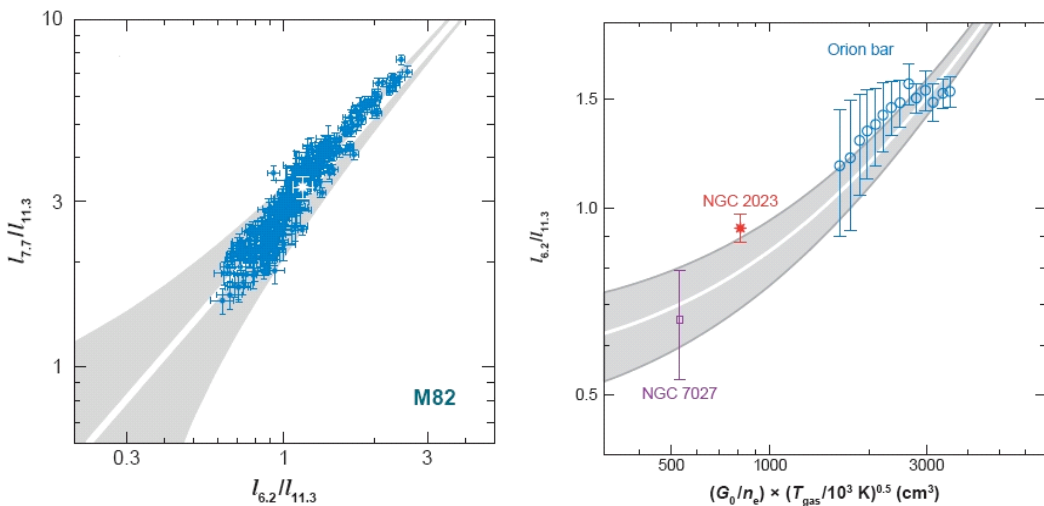 10
3
1
I7.7/I11.3
M82
0.3
1
3
I6.2/I11.3
Orion bar
1.5
NGC 2023
1.0
I6.2/I11.3
NGC 7027
0.5
500
1000
3000
(G0/ne) × (Tgas/10³ K)⁰·⁵ (cm³)